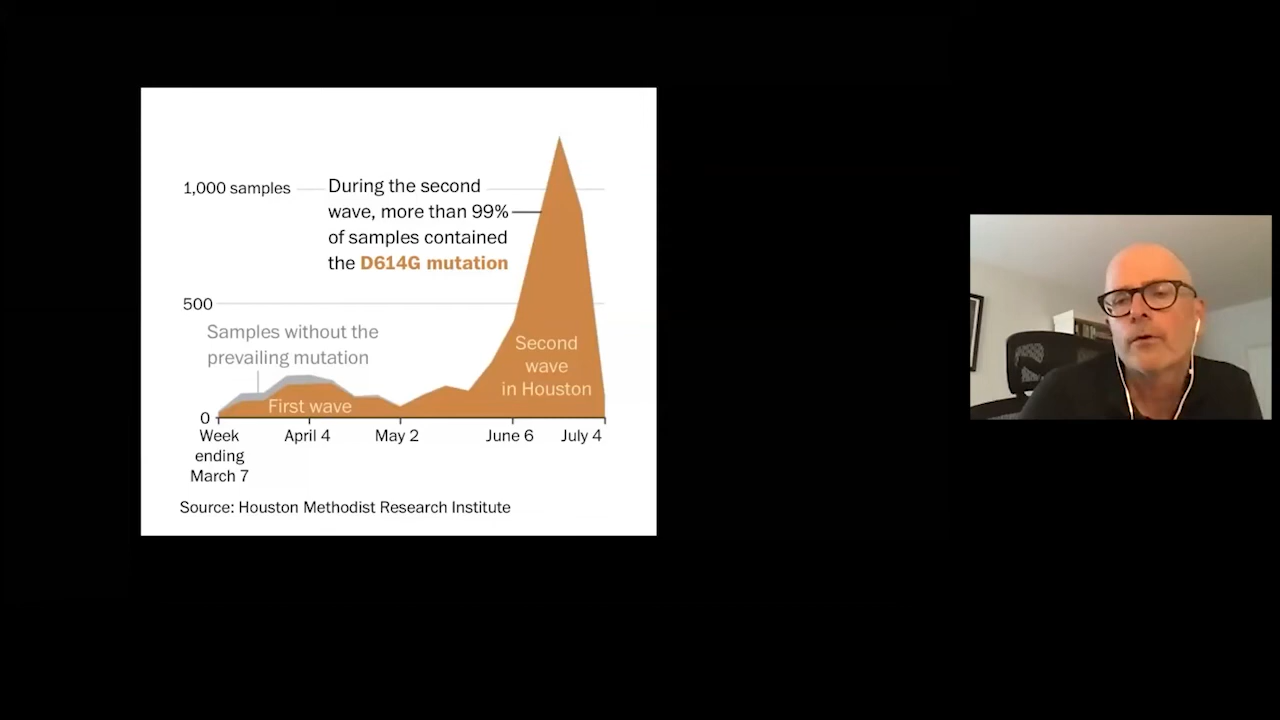 1,000 samples
During the second
wave, more than 99%
of samples contained
the D614G mutation
500
Samples without the
prevailing mutation
Second
wave
in Houston
First wave
0
Week
ending
March 7
April 4
May 2
June 6
July 4
Source: Houston Methodist Research Institute